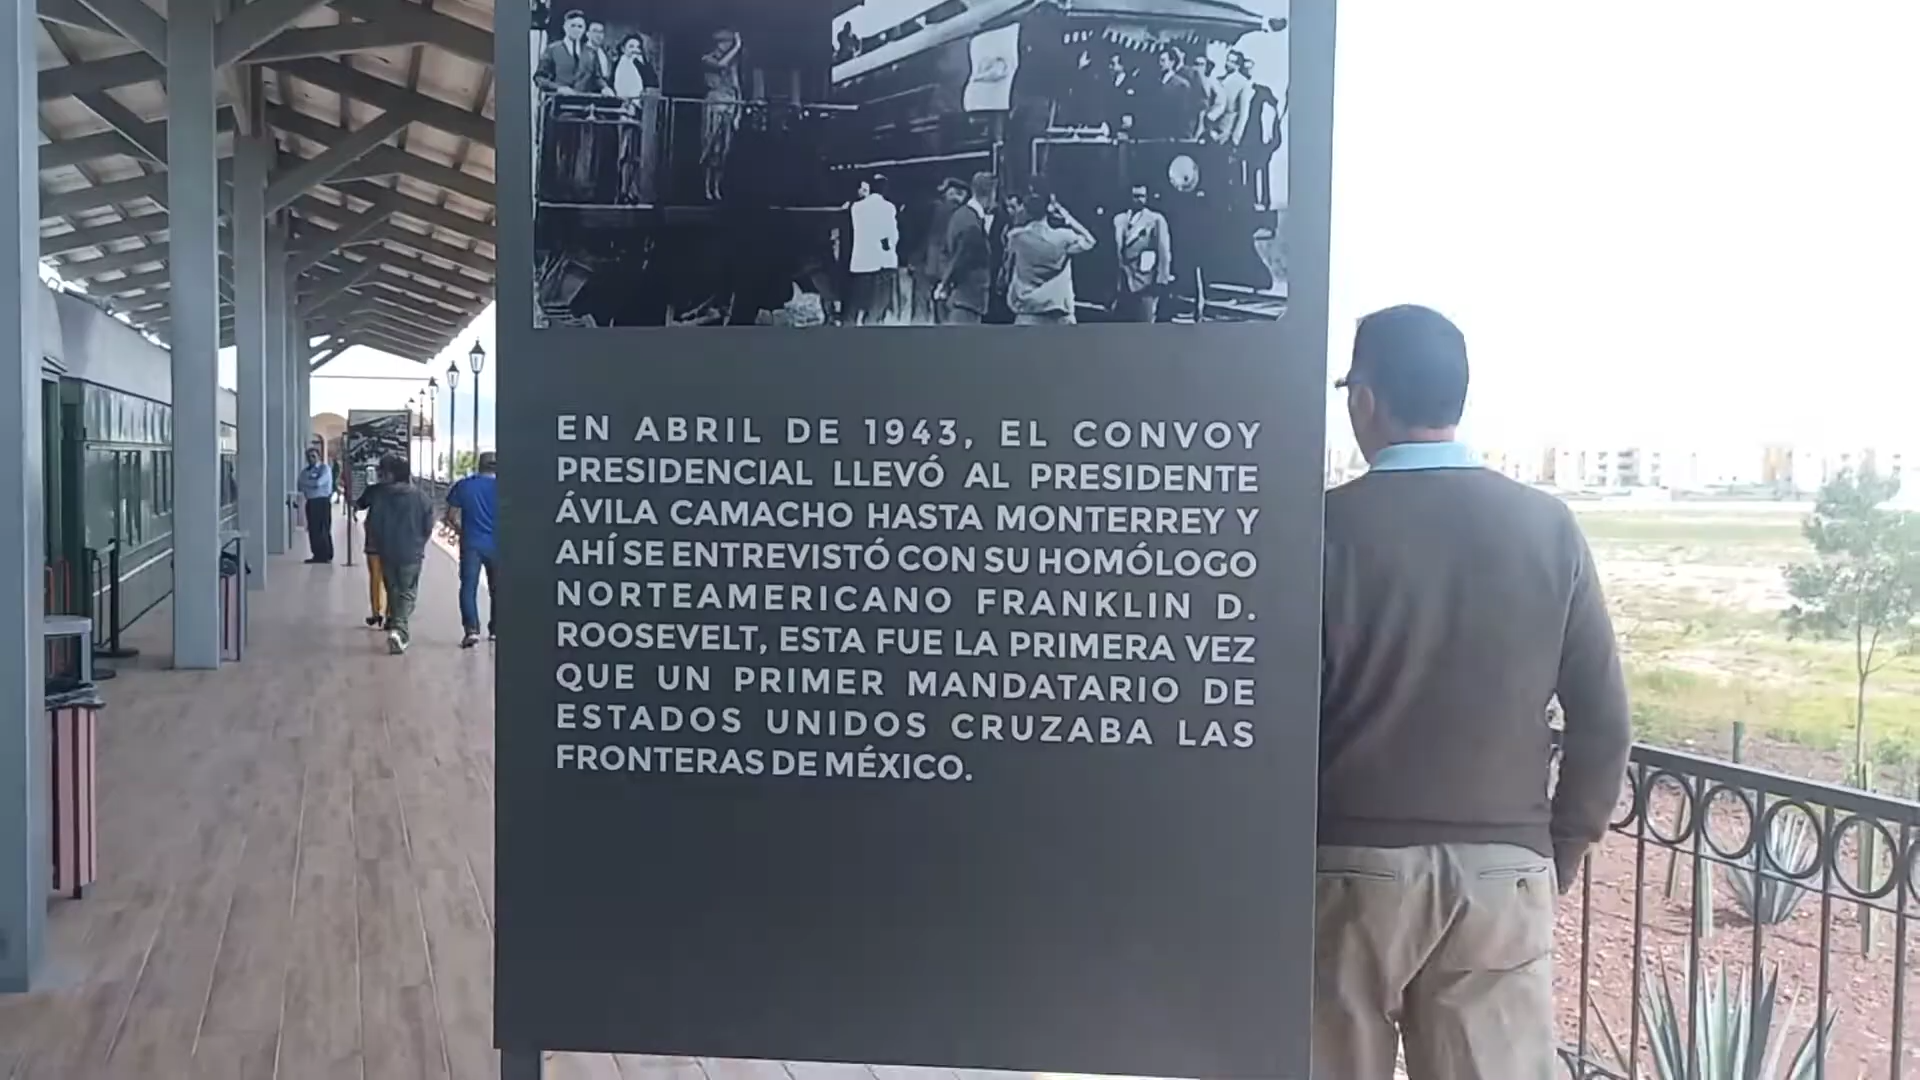 EN ABRIL DE 1943, EL CONVOY
PRESIDENCIAL LLEVÓ AL PRESIDENTE
ÁVILA CAMACHO HASTA MONTERREY Y
AHÍ SE ENTREVISTÓ CON SU HOMÓLOGO
NORTEAMERICANO FRANKLIN D.
ROOSEVELT, ESTA FUE LA PRIMERA VEZ
QUE UN PRIMER MANDATARIO DE
ESTADOS UNIDOS CRUZABA LAS
FRONTERAS DE MÉXICO.